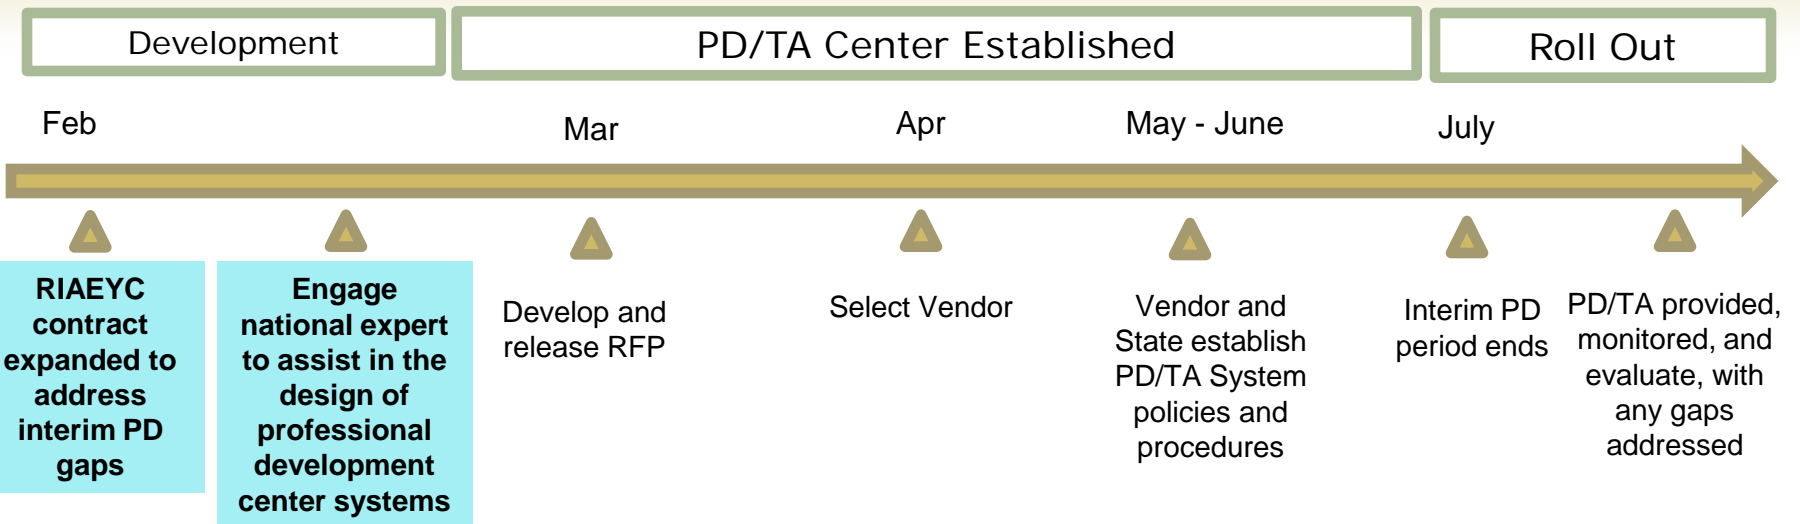 Development
PD/TA Center Established
Roll Out
Feb
Mar
Apr
May - June
July
RIAEYC
contract
expanded to
address
interim PD
gaps
Engage
national expert
to assist in the
design of
professional
development
center systems
Develop and
release RFP
Select Vendor
Vendor and
State establish
PD/TA System
policies and
procedures
Interim PD
period ends
PD/TA provided,
monitored, and
evaluate, with
any gaps
addressed